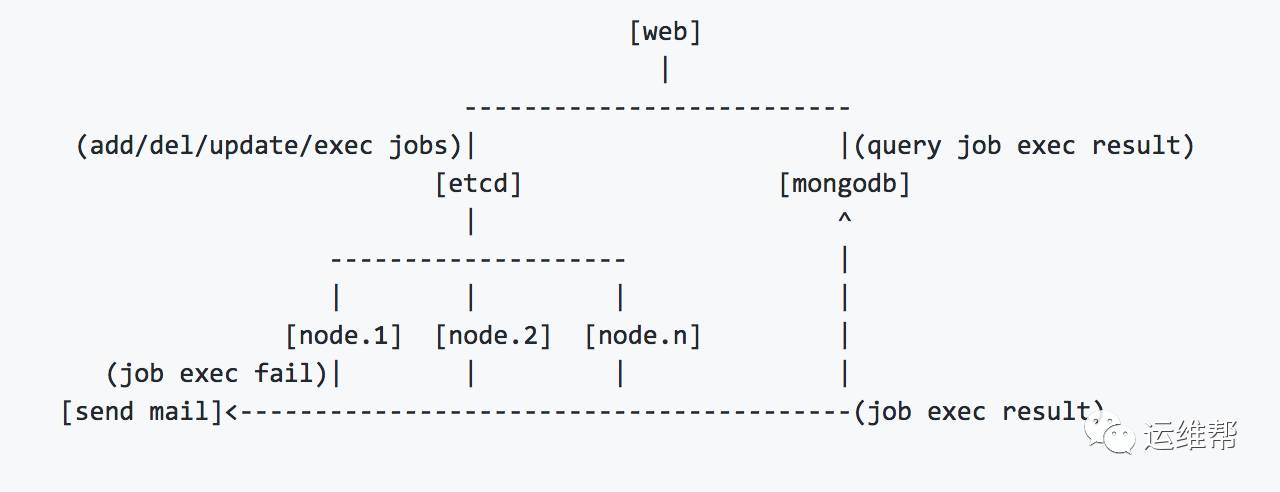 [web]
|
--------------------------
(add/del/update/exec jobs)| |(query job exec result)
[etcd] [mongodb]
| ^
-------------------- |
| | | |
[node.1] [node.2] [node.n] |
(job exec fail)| | | |
[send mail]<-----------------------------------------(job exec result)
运维帮